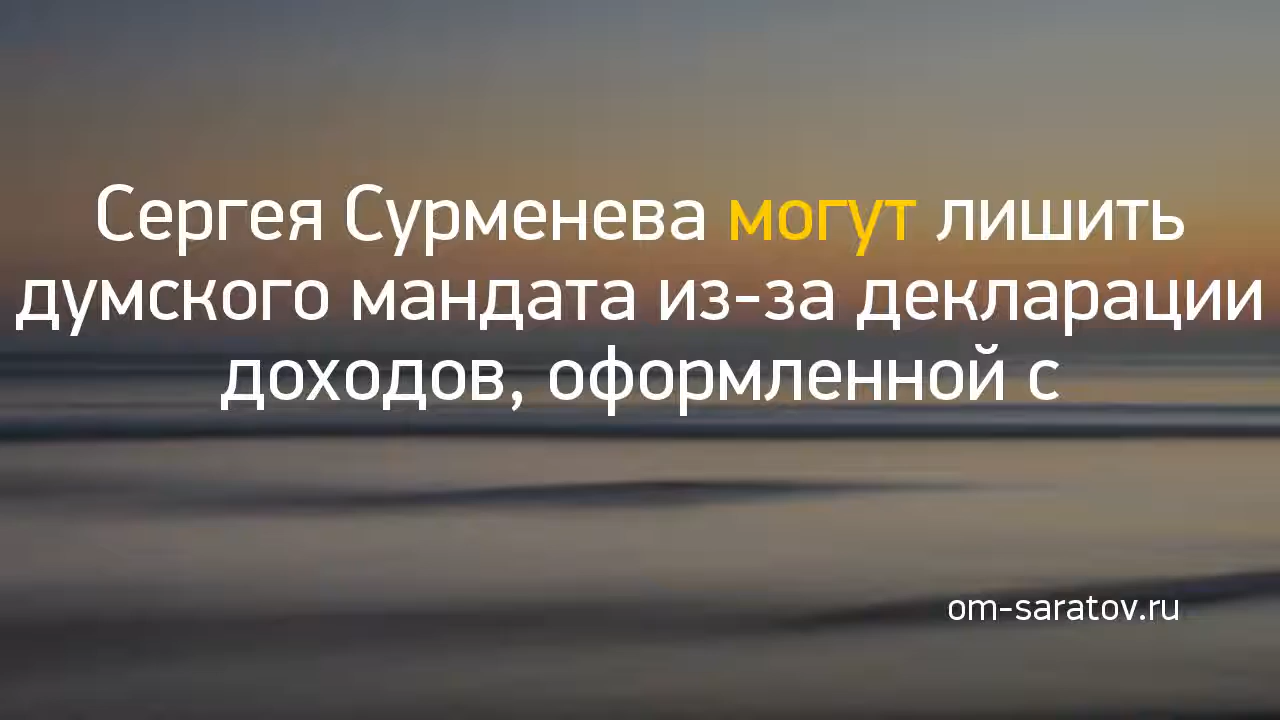 Сергея Сурменева могут лишить
думского мандата из-за декларации
доходов, оформленной с
om-saratov.ru